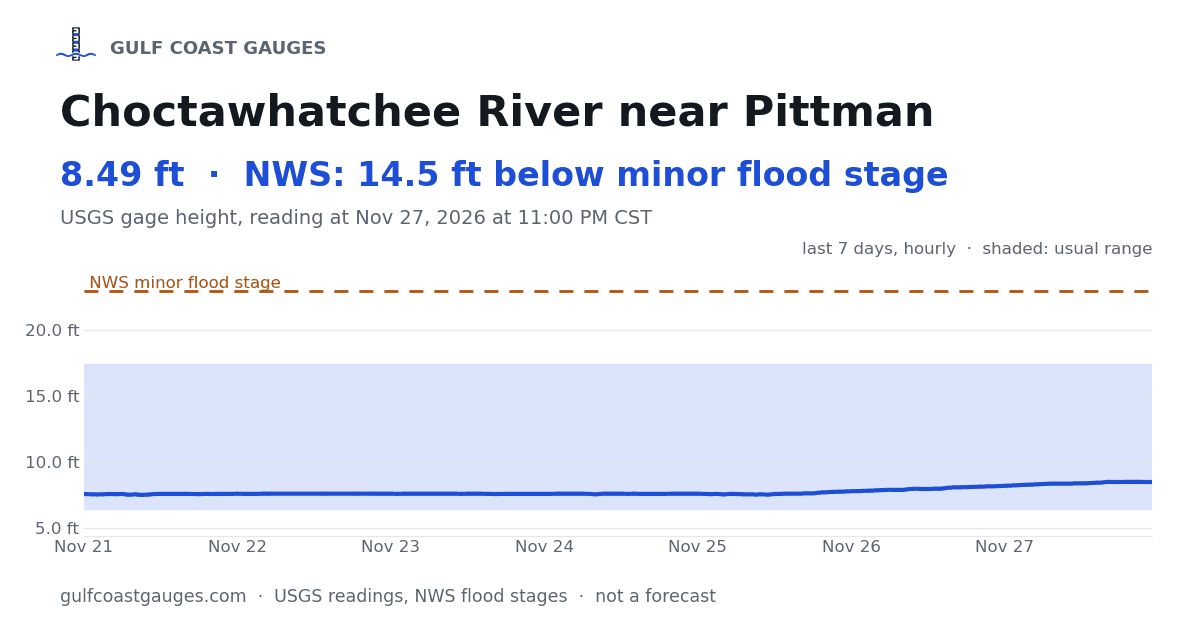 GULF COAST GAUGES
Choctawhatchee River near Pittman
8.49 ft · NWS: 14.5 ft below minor flood stage
USGS gage height, reading at Nov 27, 2026 at 11:00 PM CST
last 7 days, hourly · shaded: usual range
NWS minor flood stage
20.0 ft
15.0 ft
10.0 ft
5.0 ft
Nov 21 Nov 22 Nov 23 Nov 24 Nov 25 Nov 26 Nov 27
gulfcoastgauges.com · USGS readings, NWS flood stages · not a forecast